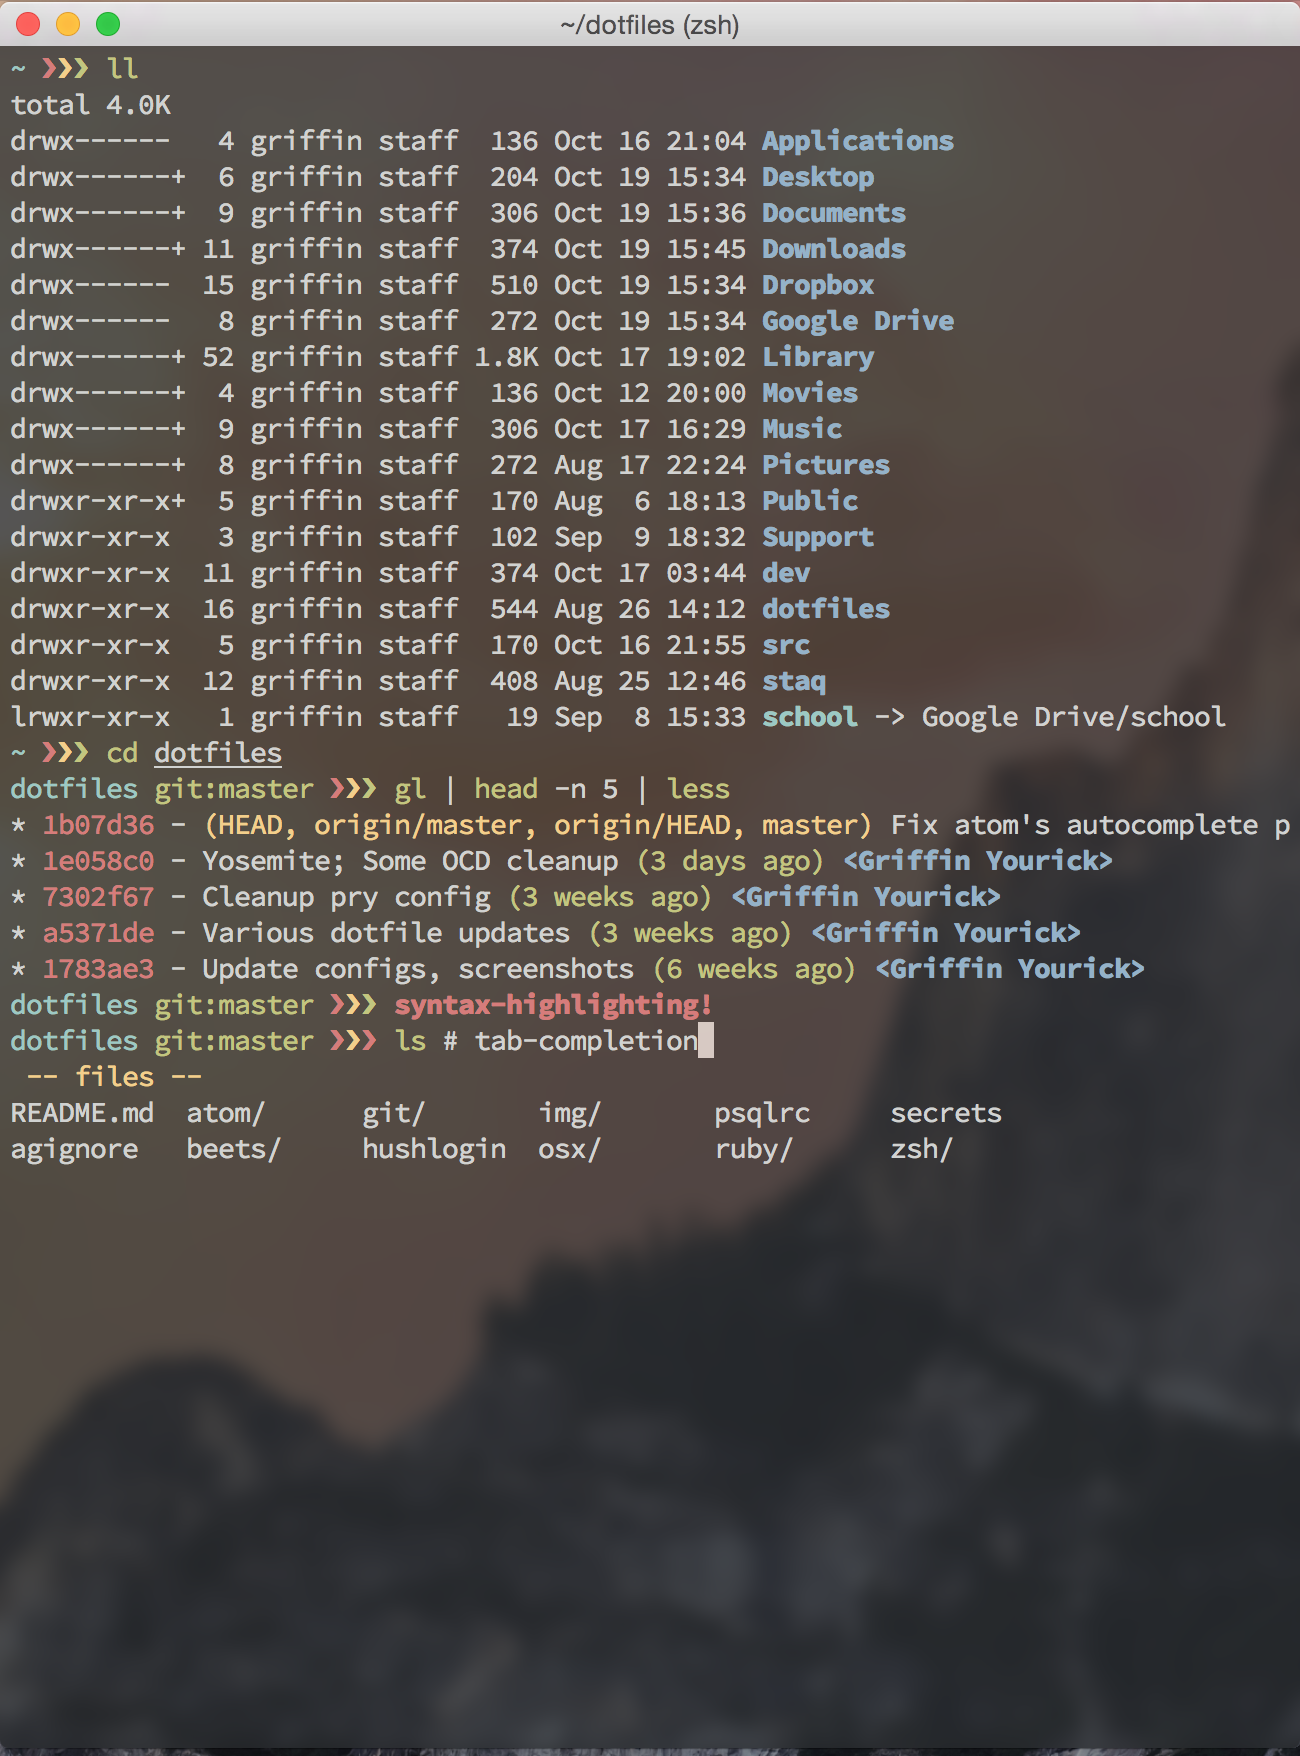 ~/dotfiles (zsh)
~ ❯❯❯ ll
total 4.0K
drwx------   4 griffin staff  136 Oct 16 21:04 Applications
drwx------+  6 griffin staff  204 Oct 19 15:34 Desktop
drwx------+  9 griffin staff  306 Oct 19 15:36 Documents
drwx------+ 11 griffin staff  374 Oct 19 15:45 Downloads
drwx------  15 griffin staff  510 Oct 19 15:34 Dropbox
drwx------   8 griffin staff  272 Oct 19 15:34 Google Drive
drwx------+ 52 griffin staff 1.8K Oct 17 19:02 Library
drwx------+  4 griffin staff  136 Oct 12 20:00 Movies
drwx------+  9 griffin staff  306 Oct 17 16:29 Music
drwx------+  8 griffin staff  272 Aug 17 22:24 Pictures
drwxr-xr-x+  5 griffin staff  170 Aug  6 18:13 Public
drwxr-xr-x   3 griffin staff  102 Sep  9 18:32 Support
drwxr-xr-x  11 griffin staff  374 Oct 17 03:44 dev
drwxr-xr-x  16 griffin staff  544 Aug 26 14:12 dotfiles
drwxr-xr-x   5 griffin staff  170 Oct 16 21:55 src
drwxr-xr-x  12 griffin staff  408 Aug 25 12:46 staq
lrwxr-xr-x   1 griffin staff   19 Sep  8 15:33 school -> Google Drive/school
~ ❯❯❯ cd dotfiles
dotfiles git:master ❯❯❯ gl | head -n 5 | less
* 1b07d36 - (HEAD, origin/master, origin/HEAD, master) Fix atom's autocomplete p
* 1e058c0 - Yosemite; Some OCD cleanup (3 days ago) <Griffin Yourick>
* 7302f67 - Cleanup pry config (3 weeks ago) <Griffin Yourick>
* a5371de - Various dotfile updates (3 weeks ago) <Griffin Yourick>
* 1783ae3 - Update configs, screenshots (6 weeks ago) <Griffin Yourick>
dotfiles git:master ❯❯❯ syntax-highlighting!
dotfiles git:master ❯❯❯ ls # tab-completion
 -- files --
README.md  atom/      git/       img/       psqlrc     secrets
agignore   beets/     hushlogin  osx/       ruby/      zsh/